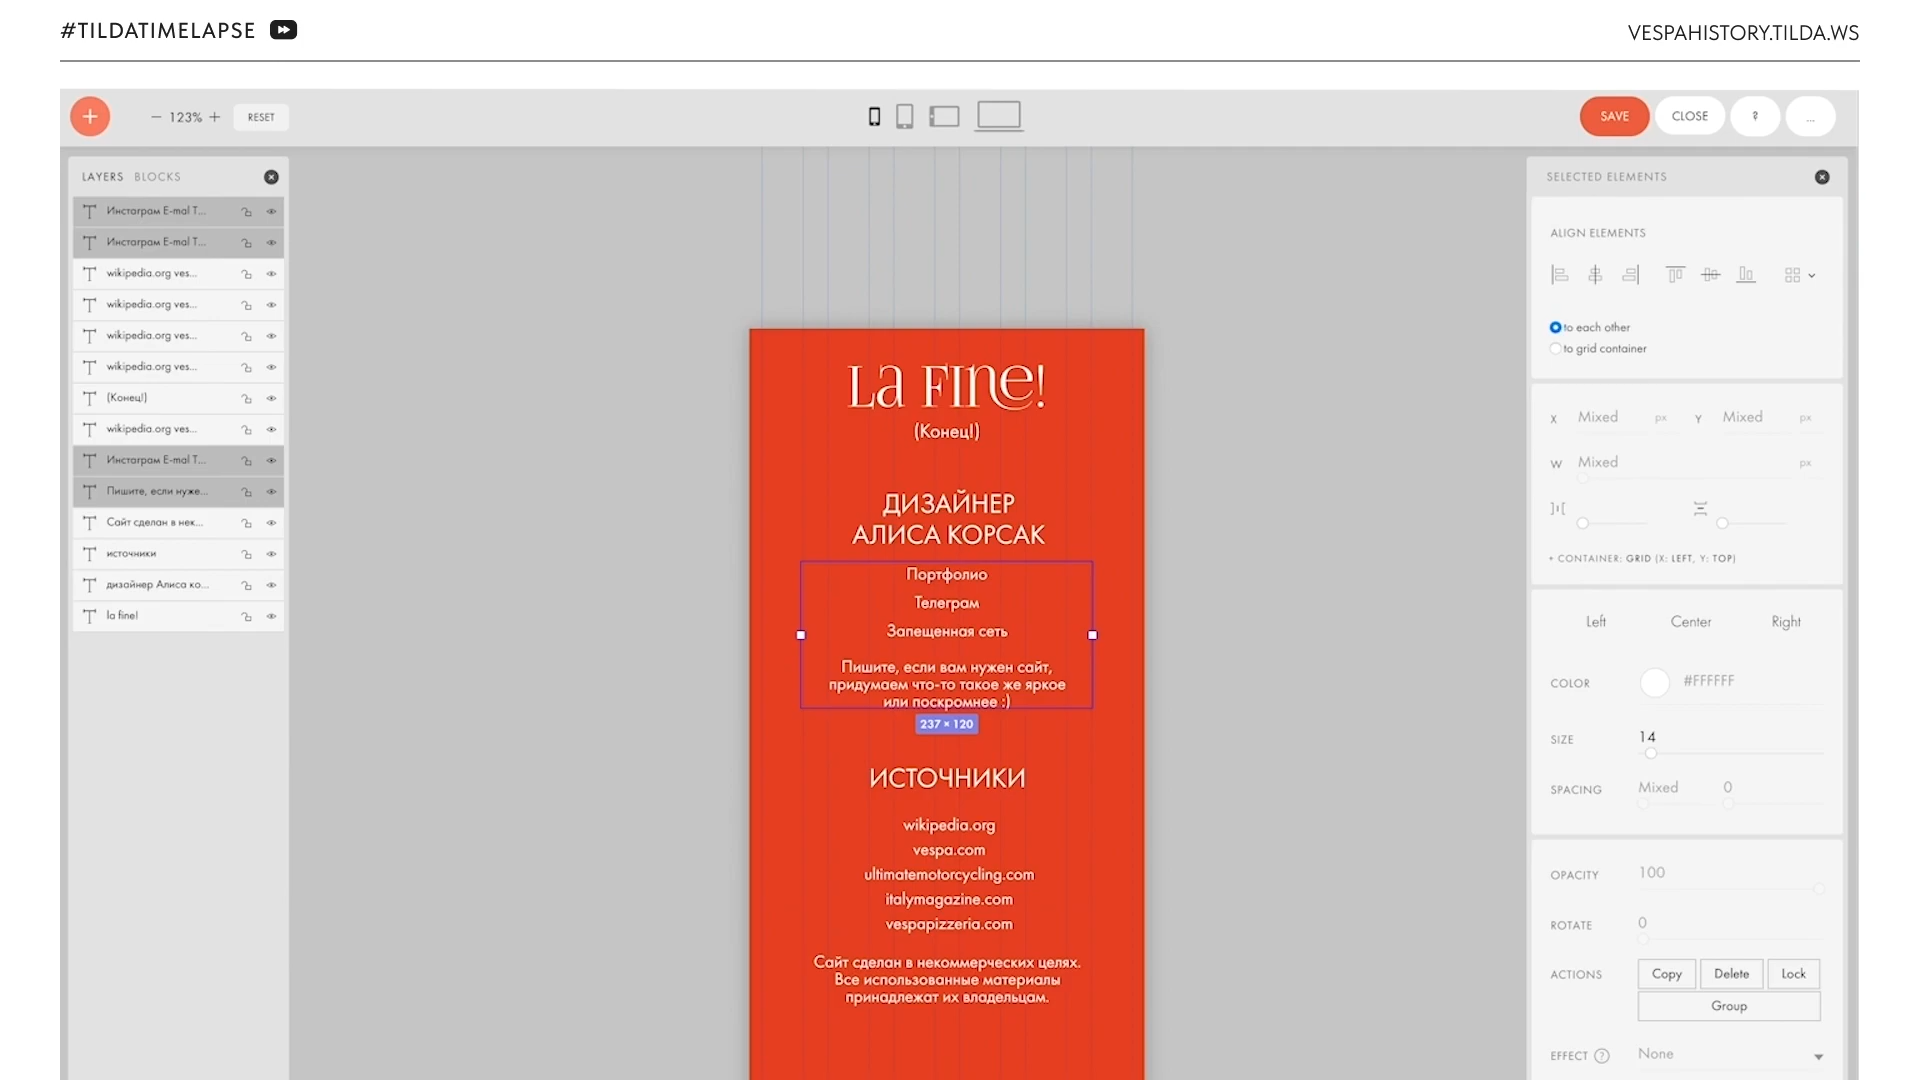 #TILDATIMELAPSE
VESPAHISTORY.TILDA.WS
+
− 123% +
RESET
SAVE
CLOSE
?
...
LAYERS BLOCKS
Инстаграм E-mal T...
Инстаграм E-mal T...
wikipedia.org ves...
wikipedia.org ves...
wikipedia.org ves...
wikipedia.org ves...
(Конец!)
wikipedia.org ves...
Инстаграм E-mal T...
Пишите, если нуже...
Сайт сделан в нек...
источники
дизайнер Алиса ко...
la fine!
La Fine!
(Конец!)
ДИЗАЙНЕР
АЛИСА КОРСАК
Портфолио
Телеграм
Запещенная сеть
Пишите, если вам нужен сайт,
придумаем что-то такое же яркое
или поскромнее :)
237 × 120
ИСТОЧНИКИ
wikipedia.org
vespa.com
ultimatemotorcycling.com
italymagazine.com
vespapizzeria.com
Сайт сделан в некоммерческих целях.
Все использованные материалы
принадлежат их владельцам.
SELECTED ELEMENTS
ALIGN ELEMENTS
to each other
to grid container
X Mixed px Y Mixed px
W Mixed px
+ CONTAINER: GRID (X: LEFT, Y: TOP)
Left Center Right
COLOR #FFFFFF
SIZE 14
SPACING Mixed 0
OPACITY 100
ROTATE 0
ACTIONS Copy Delete Lock
Group
EFFECT ? None